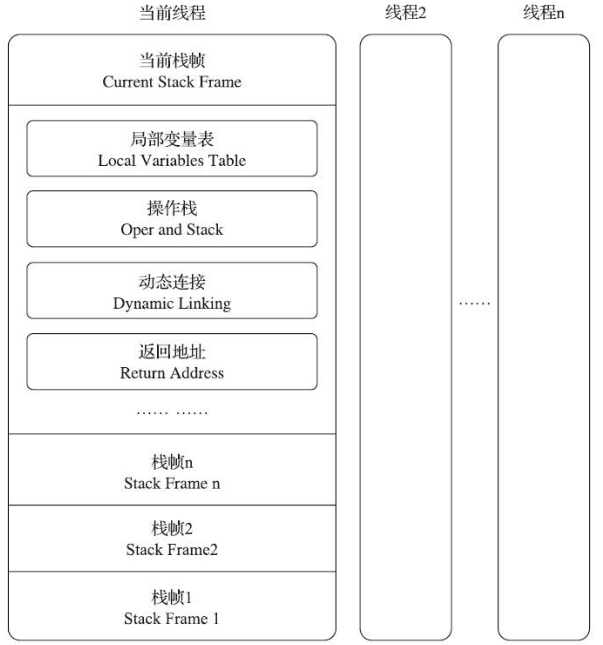 当前线程
线程2
线程n
当前栈帧
Current Stack Frame
局部变量表
Local Variables Table
操作栈
Oper and Stack
动态连接
Dynamic Linking
返回地址
Return Address
…… ……
……
栈帧n
Stack Frame n
栈帧2
Stack Frame2
栈帧1
Stack Frame 1